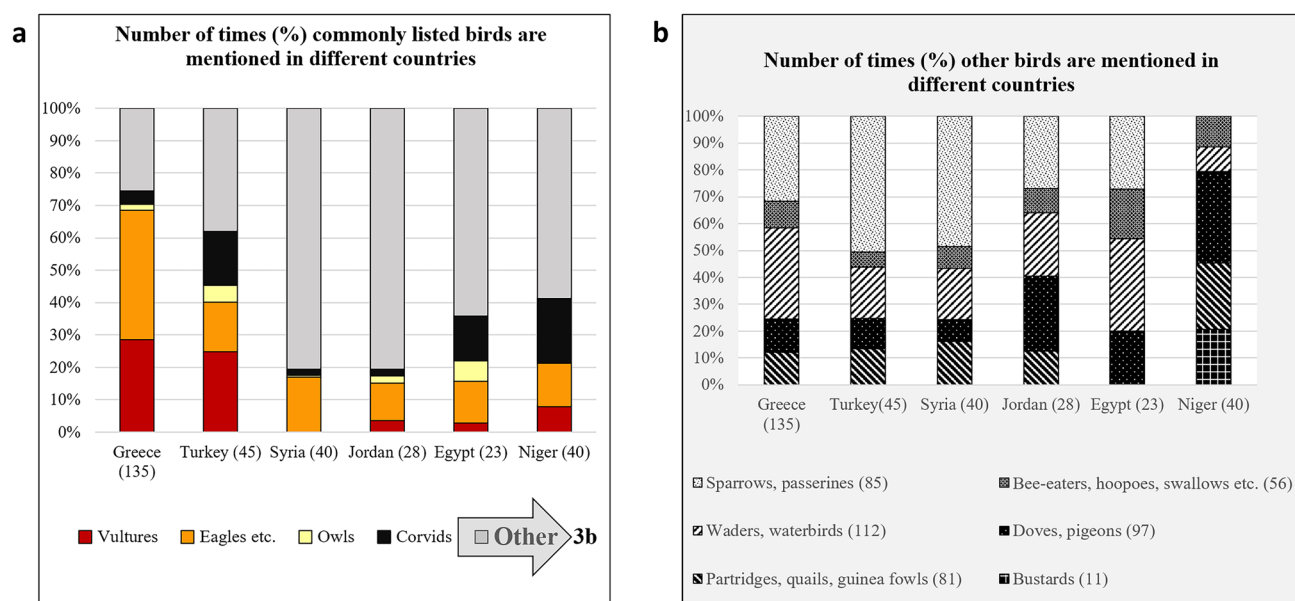 a
Number of times (%) commonly listed birds are
mentioned in different countries
100%
90%
80%
70%
60%
50%
40%
30%
20%
10%
0%
Greece
(135)
Turkey (45)
Syria (40)
Jordan (28)
Egypt (23)
Niger (40)
Vultures
Eagles etc.
Owls
Corvids
Other
3b
b
Number of times (%) other birds are mentioned in
different countries
100%
90%
80%
70%
60%
50%
40%
30%
20%
10%
0%
Greece
(135)
Turkey(45)
Syria (40)
Jordan (28)
Egypt (23)
Niger (40)
Sparrows, passerines (85)
Bee-eaters, hoopoes, swallows etc. (56)
Waders, waterbirds (112)
Doves, pigeons (97)
Partridges, quails, guinea fowls (81)
Bustards (11)